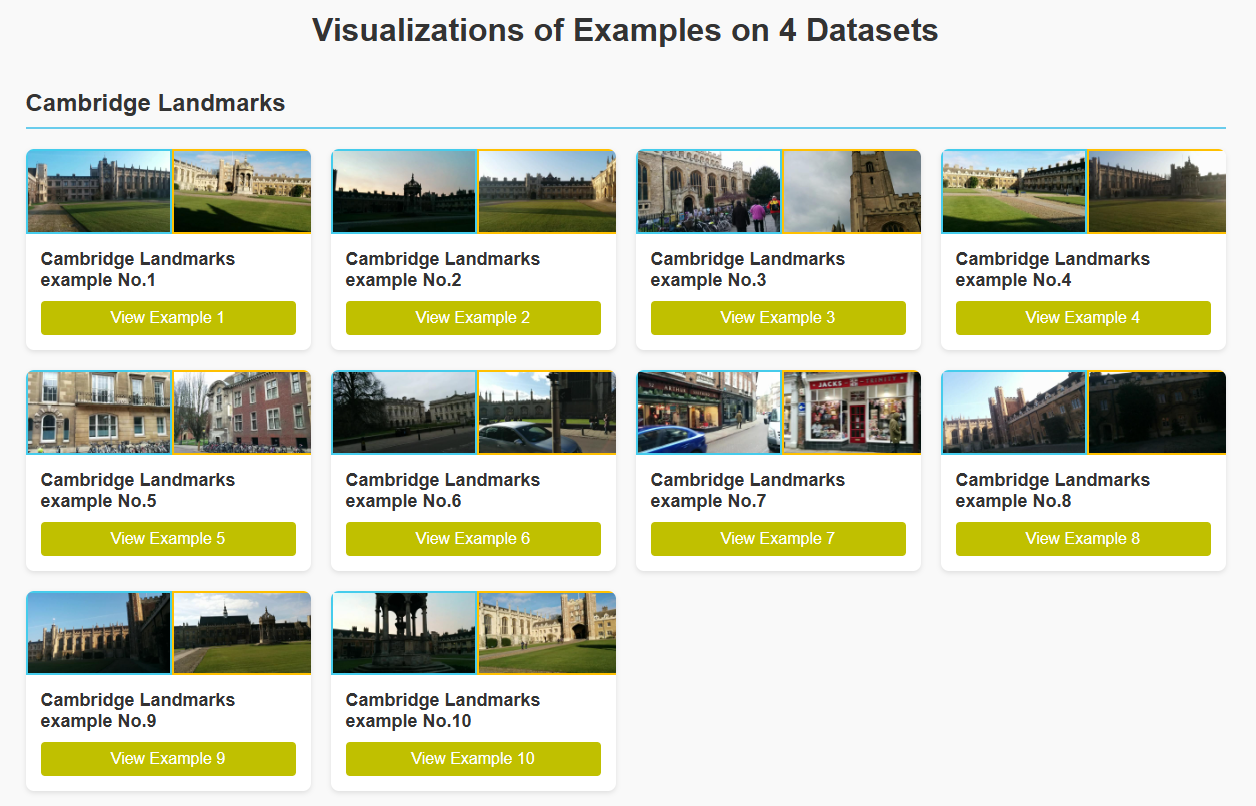 Visualizations of Examples on 4 Datasets
Cambridge Landmarks
Cambridge Landmarks
example No.1
View Example 1
Cambridge Landmarks
example No.2
View Example 2
Cambridge Landmarks
example No.3
View Example 3
Cambridge Landmarks
example No.4
View Example 4
JACKS
Cambridge Landmarks
example No.5
View Example 5
Cambridge Landmarks
example No.6
View Example 6
Cambridge Landmarks
example No.7
View Example 7
Cambridge Landmarks
example No.8
View Example 8
Cambridge Landmarks
example No.9
View Example 9
Cambridge Landmarks
example No.10
View Example 10